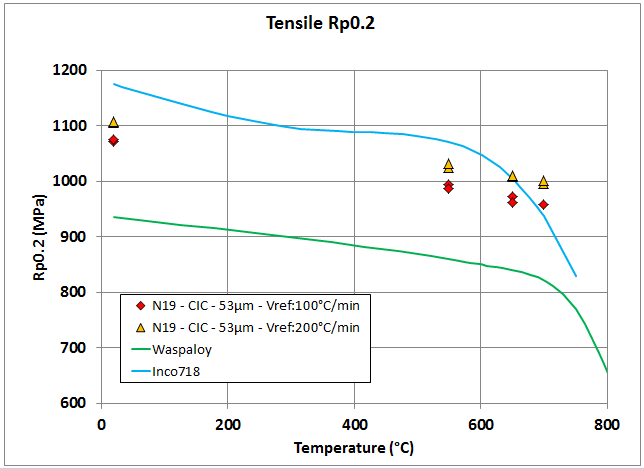 Tensile Rp0.2
1200
1100
1000
900
800
700
600
Rp0.2 (MPa)
N19 - CIC - 53µm - Vref:100°C/min
N19 - CIC - 53µm - Vref:200°C/min
Waspaloy
Inco718
0 200 400 600 800
Temperature (°C)